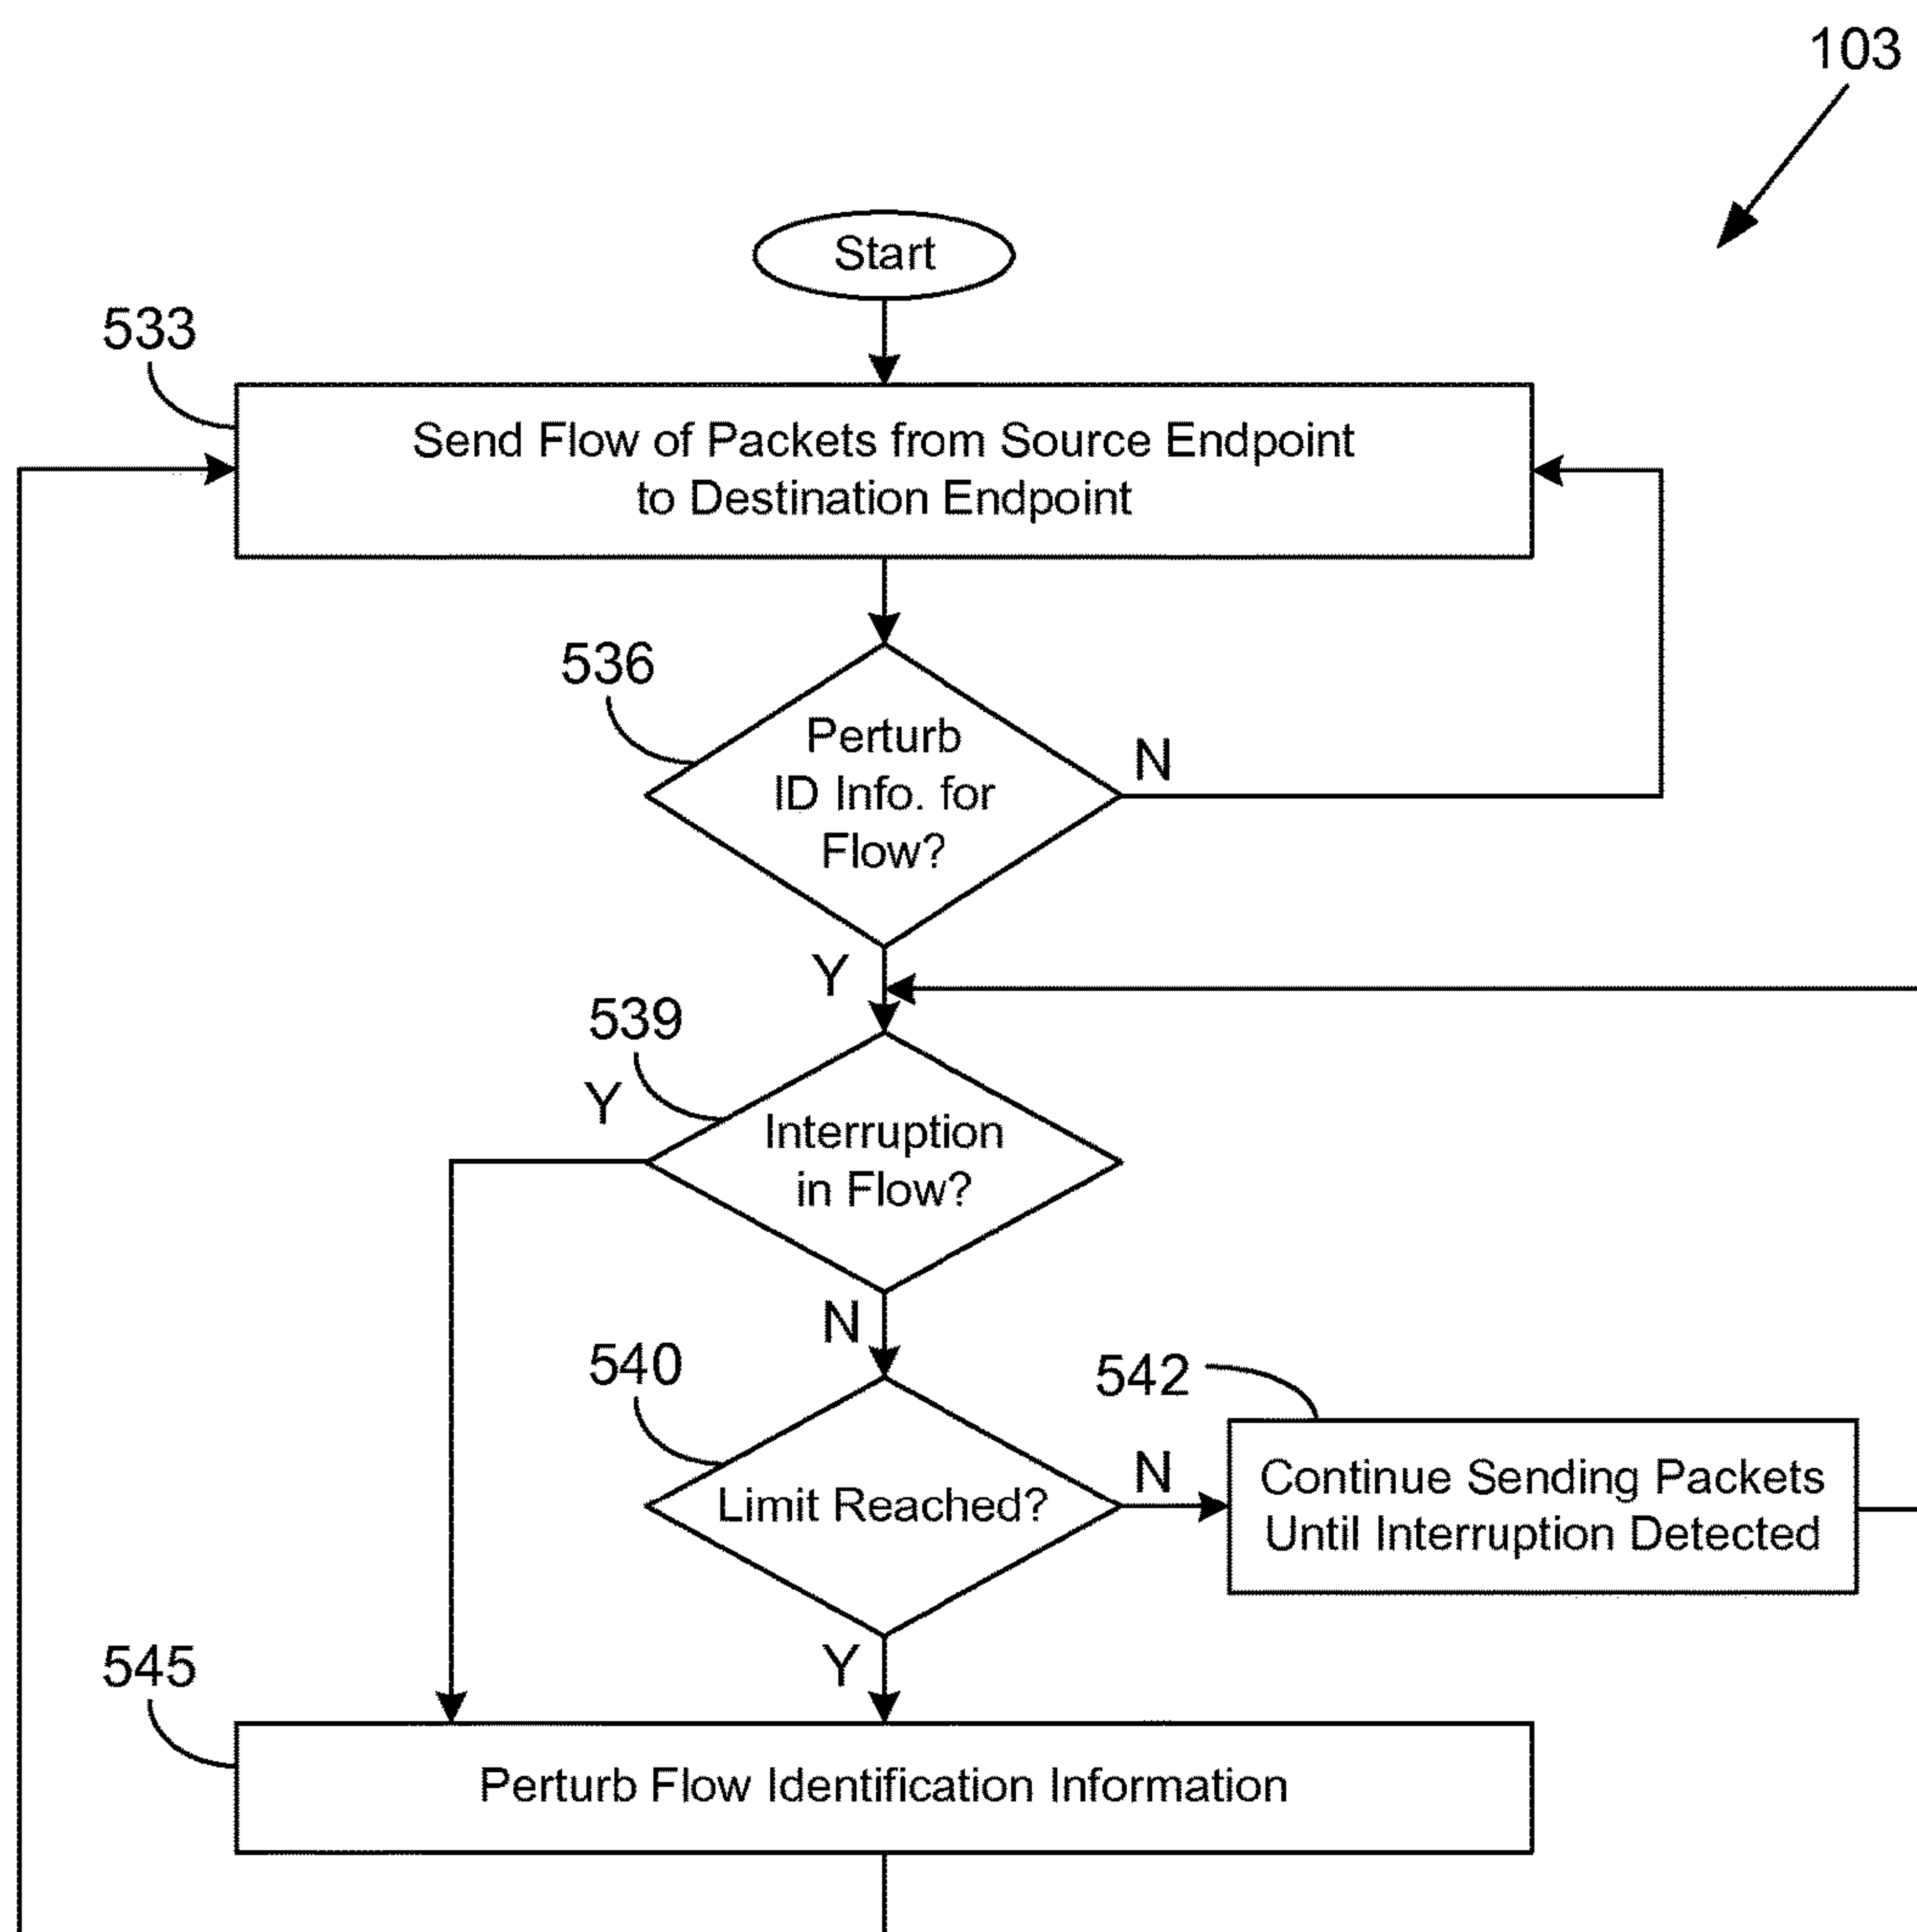 103
Start
533
Send Flow of Packets from Source Endpoint
to Destination Endpoint
536
Perturb
ID Info. for
Flow?
N
Y
539
Y
Interruption
in Flow?
N
540
542
Limit Reached?
N
Continue Sending Packets
Until Interruption Detected
Y
545
Perturb Flow Identification Information